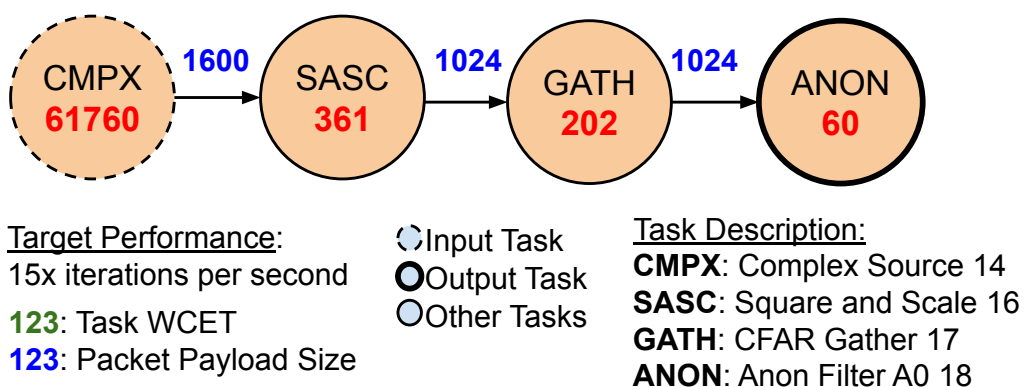 CMPX
61760
1600
SASC
361
1024
GATH
202
1024
ANON
60
Target Performance:
15x iterations per second
123: Task WCET
123: Packet Payload Size
Input Task
Output Task
Other Tasks
Task Description:
CMPX: Complex Source 14
SASC: Square and Scale 16
GATH: CFAR Gather 17
ANON: Anon Filter A0 18